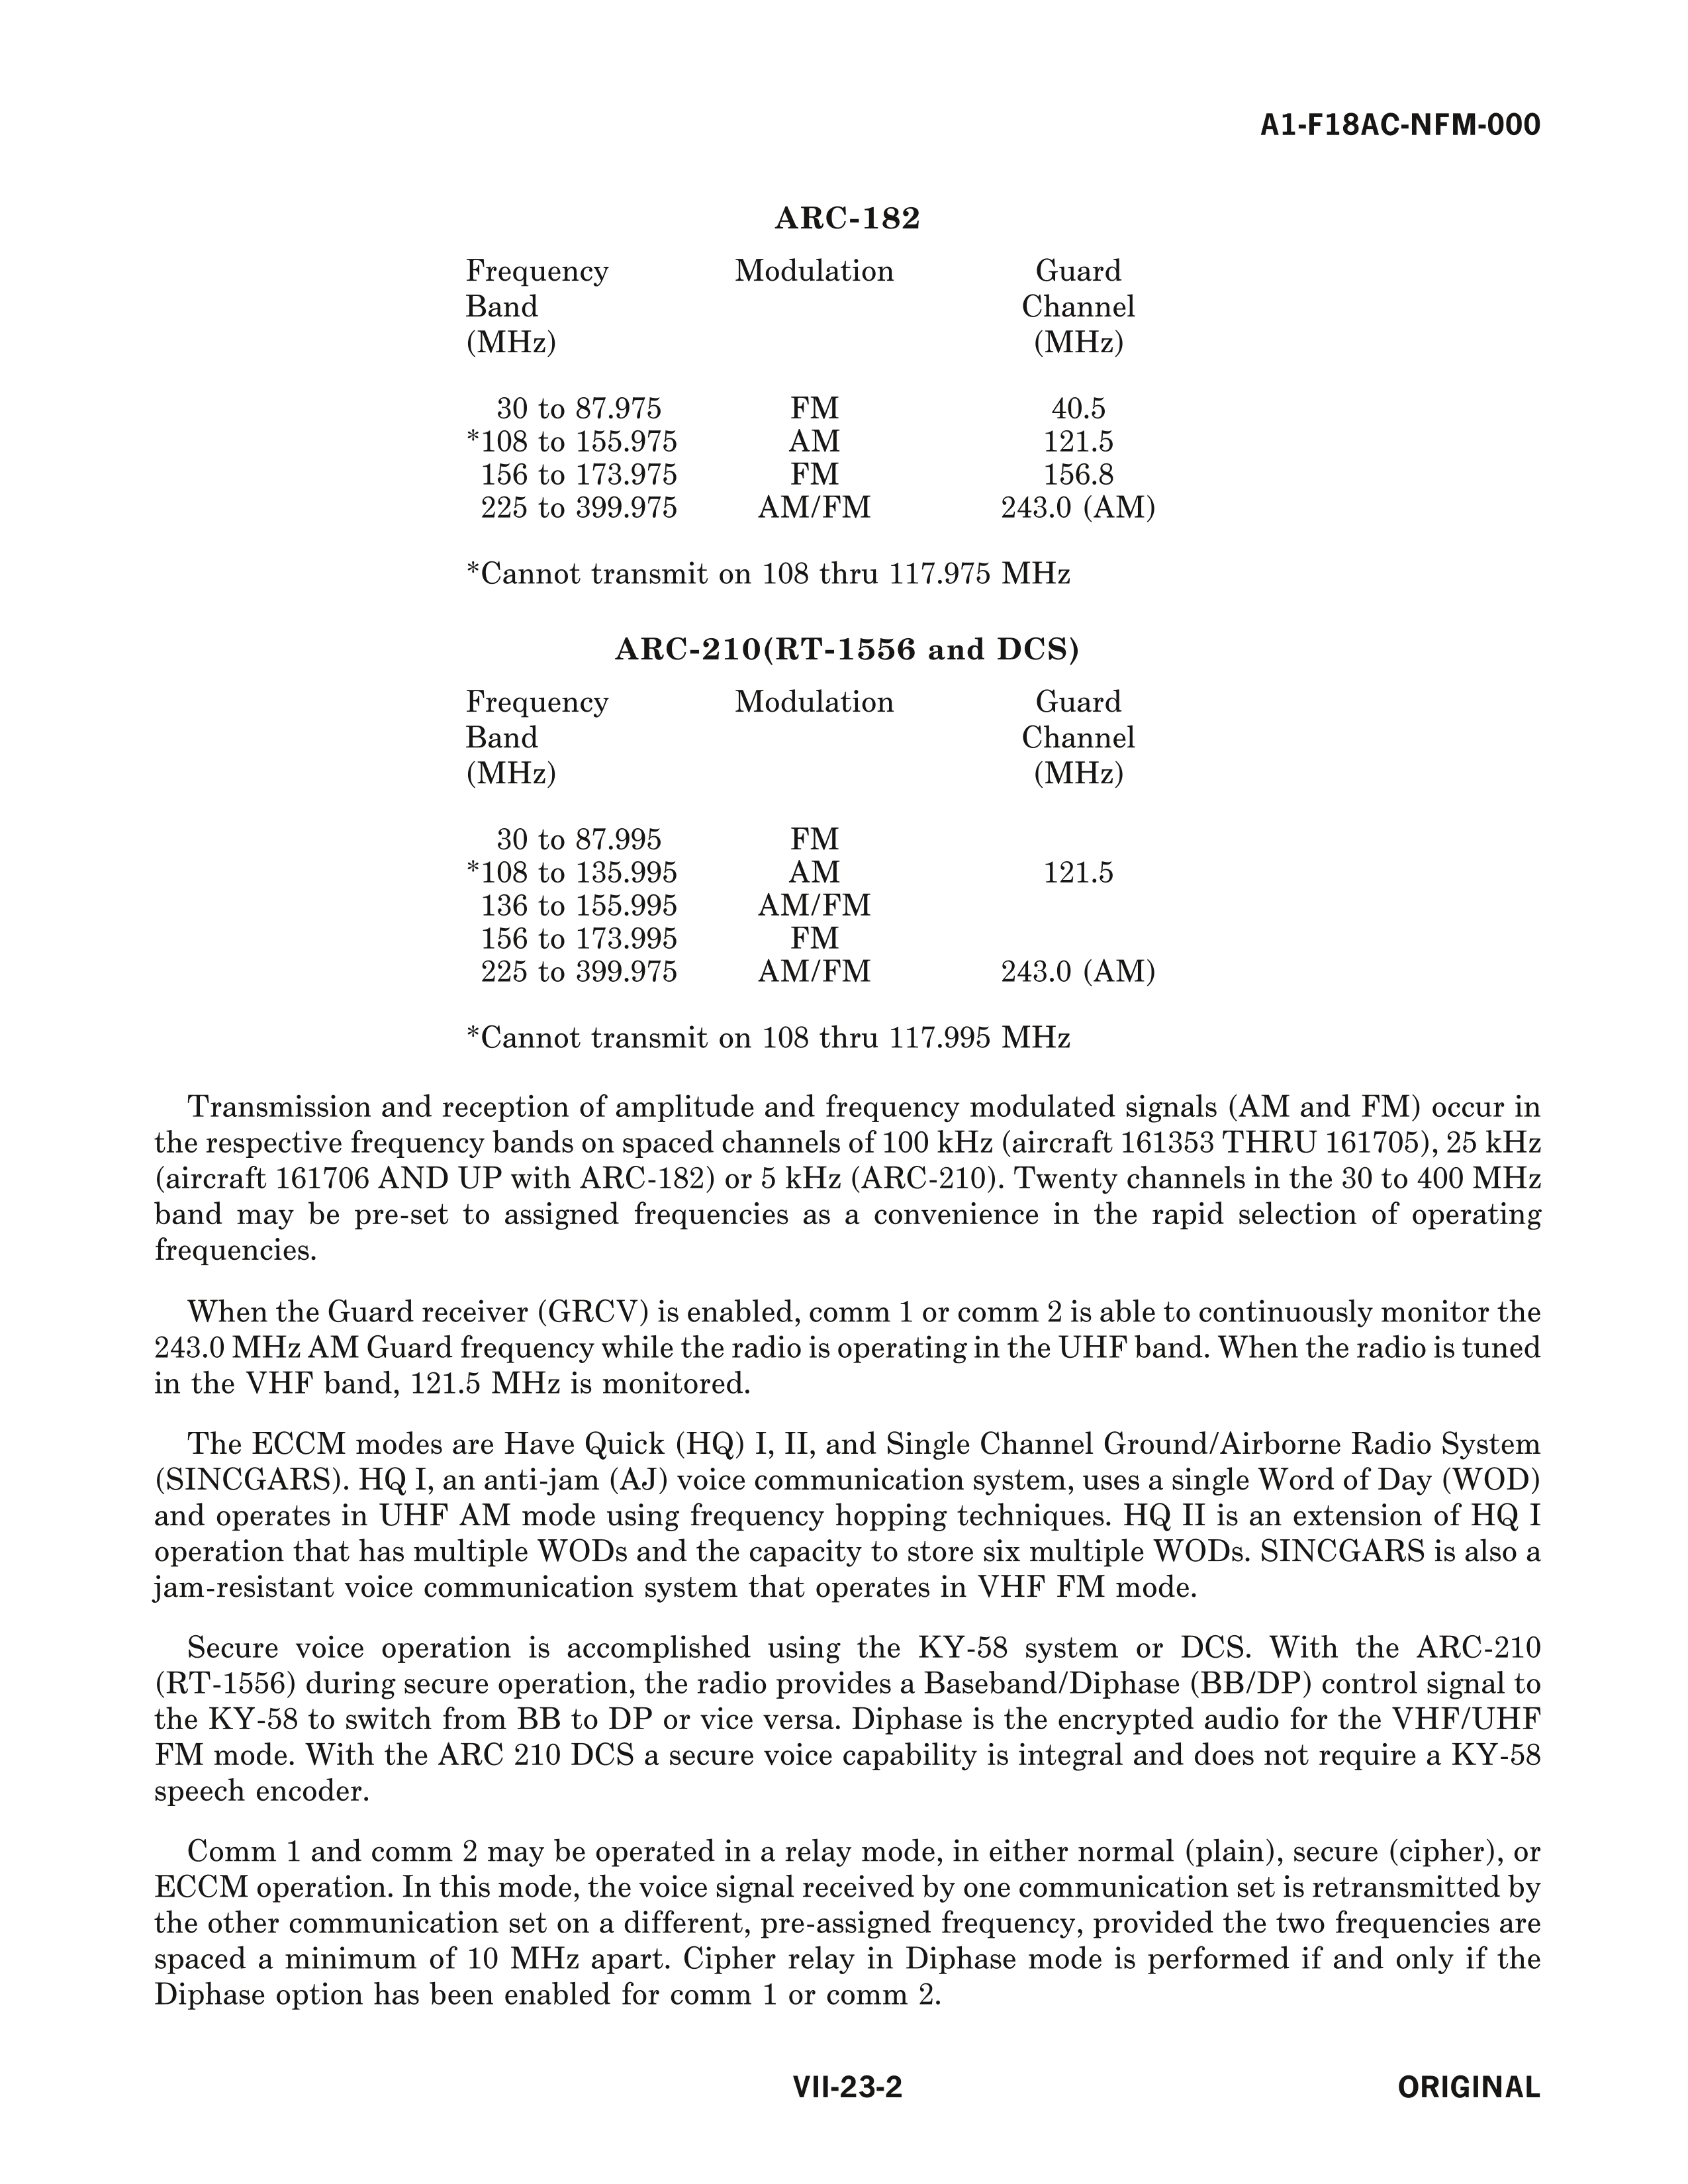 A1-F18AC-NFM-000
ARC-182
Frequency Modulation Guard
Band Channel
(MHz) (MHz)
30 to 87.975 FM 40.5
*108 to 155.975 AM 121.5
156 to 173.975 FM 156.8
225 to 399.975 AM/FM 243.0 (AM)
*Cannot transmit on 108 thru 117.975 MHz
ARC-210(RT-1556 and DCS)
Frequency Modulation Guard
Band Channel
(MHz) (MHz)
30 to 87.995 FM
*108 to 135.995 AM 121.5
136 to 155.995 AM/FM
156 to 173.995 FM
225 to 399.975 AM/FM 243.0 (AM)
*Cannot transmit on 108 thru 117.995 MHz
Transmission and reception of amplitude and frequency modulated signals (AM and FM) occur in
the respective frequency bands on spaced channels of 100 kHz (aircraft 161353 THRU 161705), 25 kHz
(aircraft 161706 AND UP with ARC-182) or 5 kHz (ARC-210). Twenty channels in the 30 to 400 MHz
band may be pre-set to assigned frequencies as a convenience in the rapid selection of operating
frequencies.
When the Guard receiver (GRCV) is enabled, comm 1 or comm 2 is able to continuously monitor the
243.0 MHz AM Guard frequency while the radio is operating in the UHF band. When the radio is tuned
in the VHF band, 121.5 MHz is monitored.
The ECCM modes are Have Quick (HQ) I, II, and Single Channel Ground/Airborne Radio System
(SINCGARS). HQ I, an anti-jam (AJ) voice communication system, uses a single Word of Day (WOD)
and operates in UHF AM mode using frequency hopping techniques. HQ II is an extension of HQ I
operation that has multiple WODs and the capacity to store six multiple WODs. SINCGARS is also a
jam-resistant voice communication system that operates in VHF FM mode.
Secure voice operation is accomplished using the KY-58 system or DCS. With the ARC-210
(RT-1556) during secure operation, the radio provides a Baseband/Diphase (BB/DP) control signal to
the KY-58 to switch from BB to DP or vice versa. Diphase is the encrypted audio for the VHF/UHF
FM mode. With the ARC 210 DCS a secure voice capability is integral and does not require a KY-58
speech encoder.
Comm 1 and comm 2 may be operated in a relay mode, in either normal (plain), secure (cipher), or
ECCM operation. In this mode, the voice signal received by one communication set is retransmitted by
the other communication set on a different, pre-assigned frequency, provided the two frequencies are
spaced a minimum of 10 MHz apart. Cipher relay in Diphase mode is performed if and only if the
Diphase option has been enabled for comm 1 or comm 2.
VII-23-2 ORIGINAL